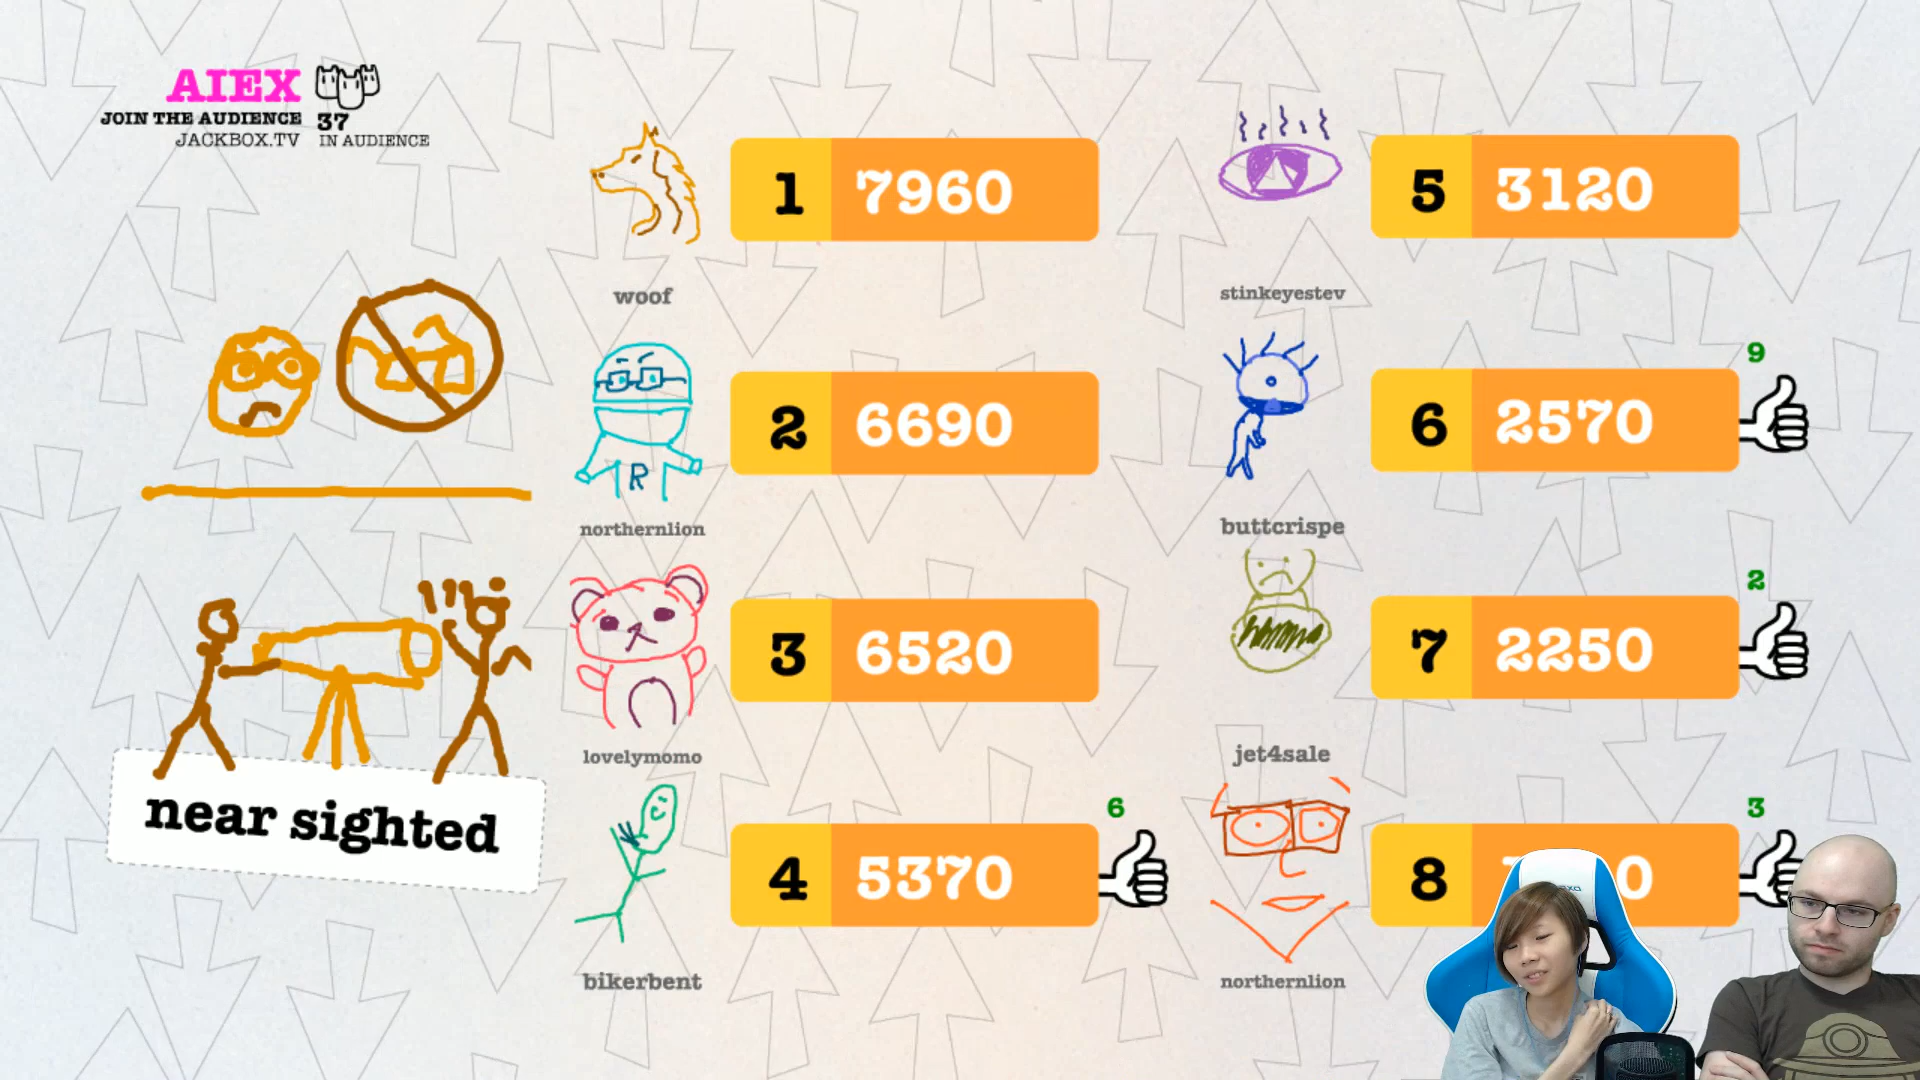 AIEX
JOIN THE AUDIENCE
JACKBOX.TV
37
IN AUDIENCE
near sighted
1 7960
woof
2 6690
R
northernlion
3 6520
lovelymomo
6
4 5370
bikerbent
5 3120
stinkeyestev
9
6 2570
buttcrispe
2
7 2250
jet4sale
3
8
northernlion